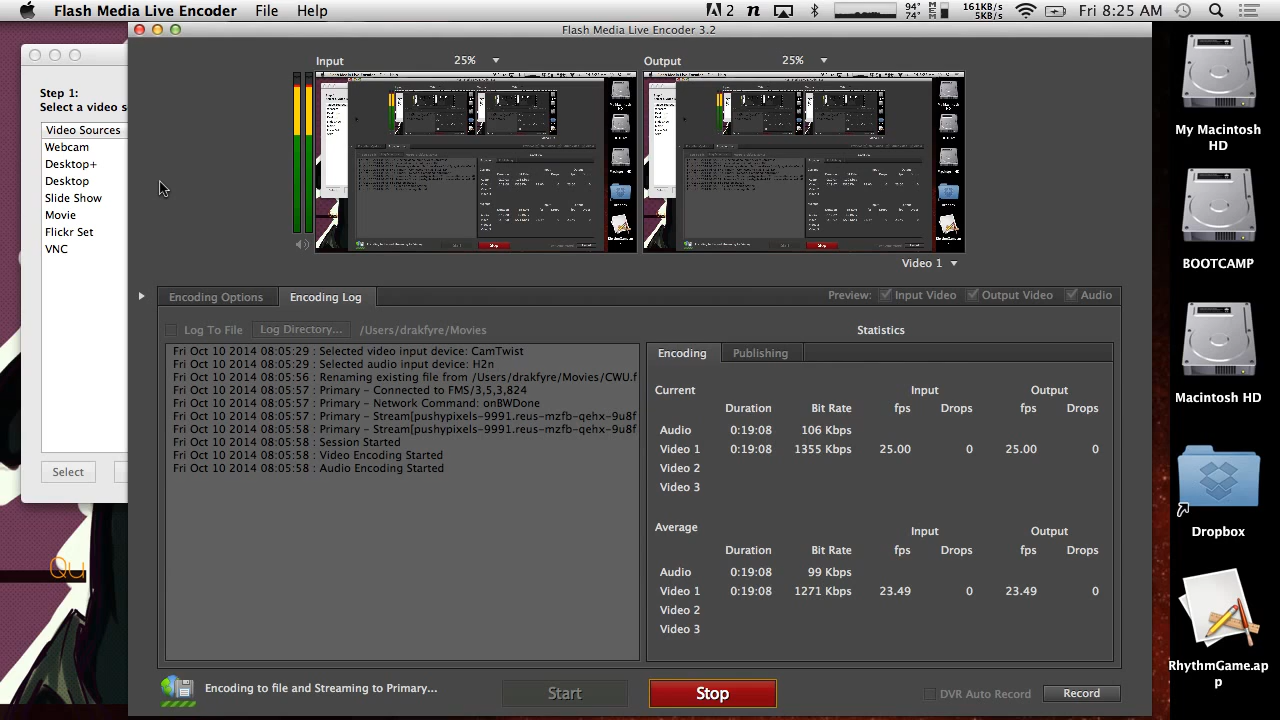 Flash Media Live Encoder File Help
2 94° 74° MEM 161KB/s 5KB/s Fri 8:25 AM
Flash Media Live Encoder 3.2
Step 1:
Select a video s
Video Sources
Webcam
Desktop+
Desktop
Slide Show
Movie
Flickr Set
VNC
Select
Qu
Input 25%
Output 25%
Video 1
Encoding Options Encoding Log
Preview: Input Video Output Video Audio
Log To File Log Directory... /Users/drakfyre/Movies
Fri Oct 10 2014 08:05:29 : Selected video input device: CamTwist
Fri Oct 10 2014 08:05:29 : Selected audio input device: H2n
Fri Oct 10 2014 08:05:56 : Renaming existing file from /Users/drakfyre/Movies/CWU.f
Fri Oct 10 2014 08:05:57 : Primary - Connected to FMS/3,5,3,824
Fri Oct 10 2014 08:05:57 : Primary - Network Command: onBWDone
Fri Oct 10 2014 08:05:57 : Primary - Stream[pushypixels-9991.reus-mzfb-qehx-9u8f
Fri Oct 10 2014 08:05:58 : Primary - Stream[pushypixels-9991.reus-mzfb-qehx-9u8f
Fri Oct 10 2014 08:05:58 : Session Started
Fri Oct 10 2014 08:05:58 : Video Encoding Started
Fri Oct 10 2014 08:05:58 : Audio Encoding Started
Statistics
Encoding Publishing
Current Input Output
Duration Bit Rate fps Drops fps Drops
Audio 0:19:08 106 Kbps
Video 1 0:19:08 1355 Kbps 25.00 0 25.00 0
Video 2
Video 3
Average Input Output
Duration Bit Rate fps Drops fps Drops
Audio 0:19:08 99 Kbps
Video 1 0:19:08 1271 Kbps 23.49 0 23.49 0
Video 2
Video 3
Encoding to file and Streaming to Primary...
Start
Stop
DVR Auto Record
Record
My Macintosh
HD
BOOTCAMP
Macintosh HD
Dropbox
RhythmGame.ap
p